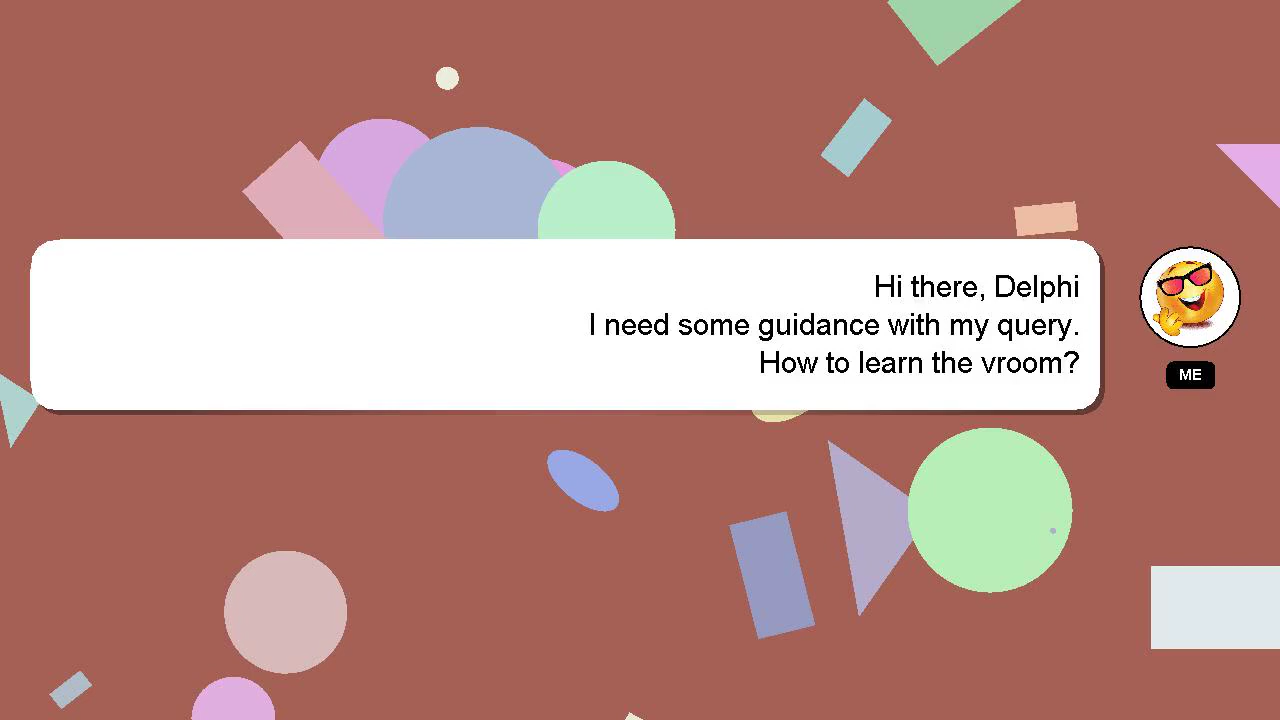 Hi there, Delphi
I need some guidance with my query.
How to learn the vroom?
ME